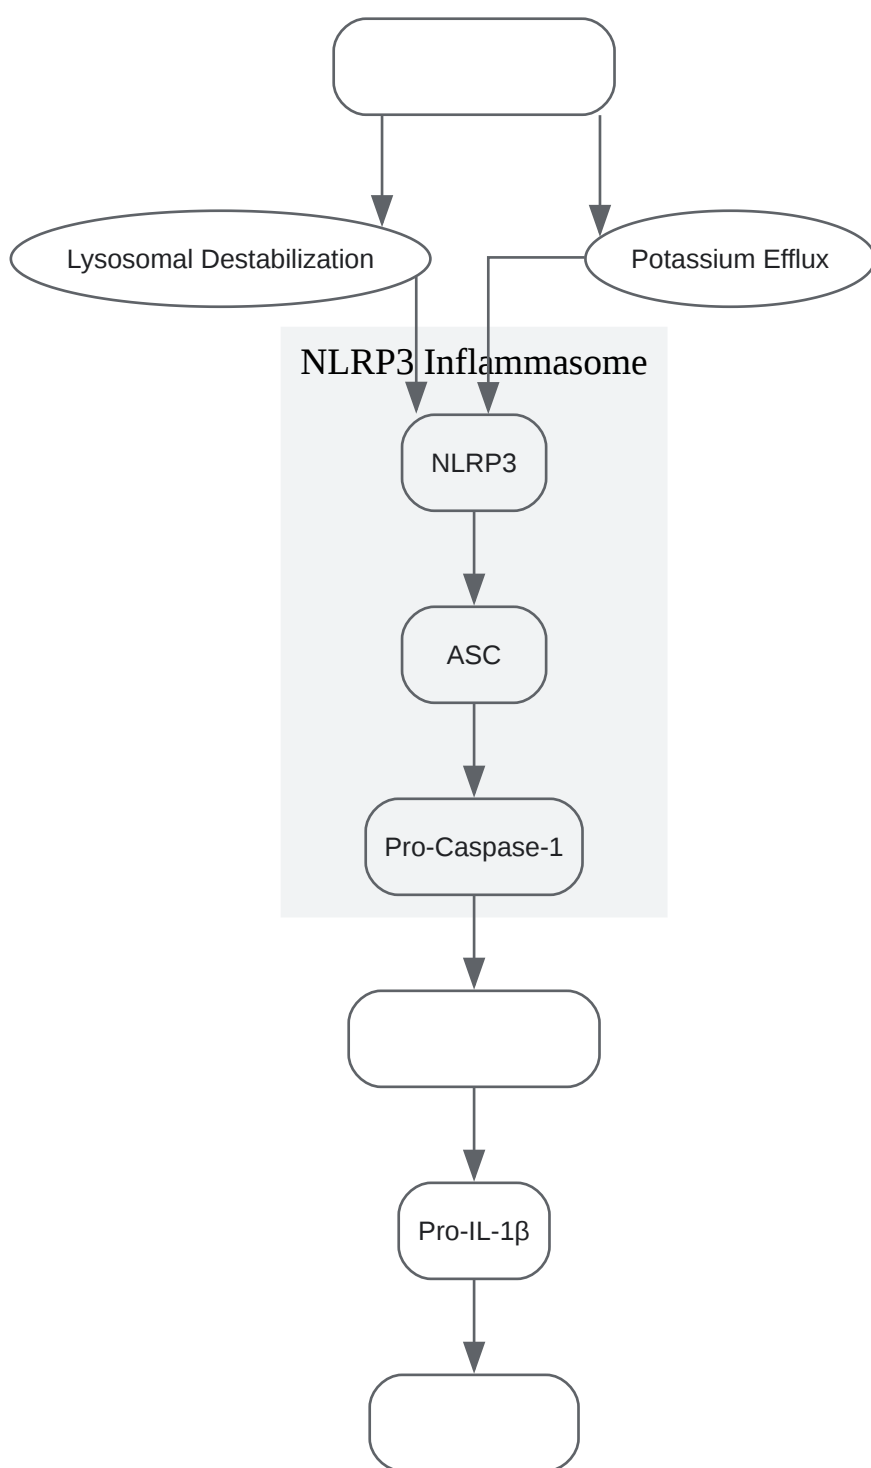 Lysosomal Destabilization
Potassium Efflux
NLRP3 Inflammasome
NLRP3
ASC
Pro-Caspase-1
Pro-IL-1β